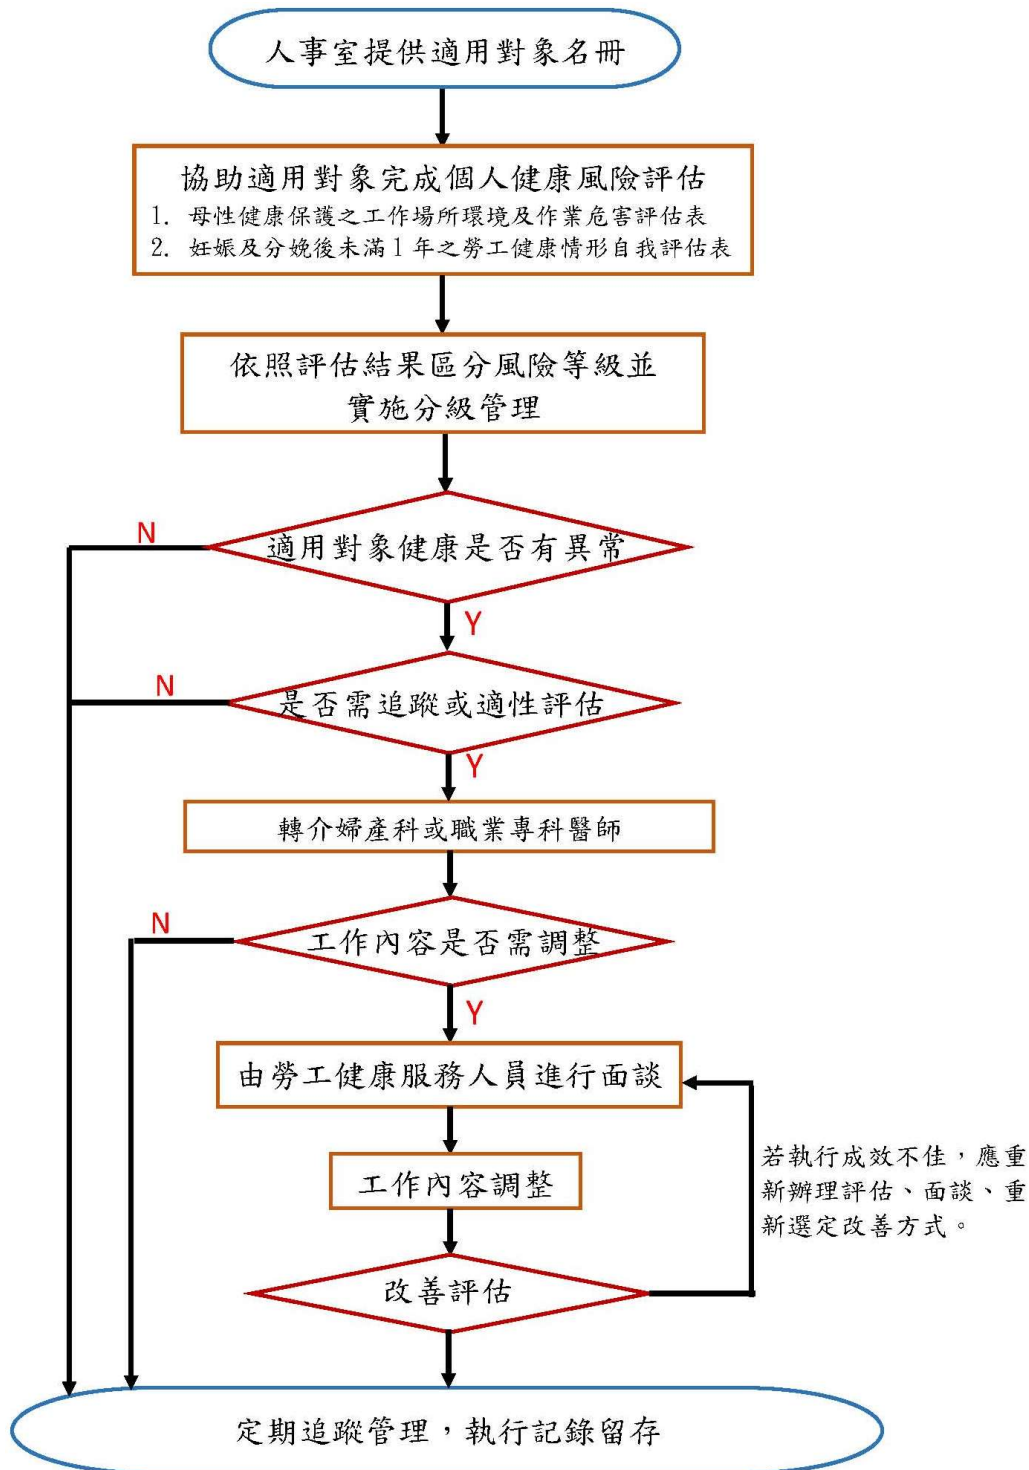 人事室提供適用對象名冊
協助適用對象完成個人健康風險評估
1. 母性健康保護之工作場所環境及作業危害評估表
2. 妊娠及分娩後未滿1年之勞工健康情形自我評估表
依照評估結果區分風險等級並
實施分級管理
N
適用對象健康是否有異常
Y
N
是否需追蹤或適性評估
Y
轉介婦產科或職業專科醫師
N
工作內容是否需調整
Y
由勞工健康服務人員進行面談
工作內容調整
若執行成效不佳，應重
新辦理評估、面談、重
新選定改善方式。
改善評估
定期追蹤管理，執行記錄留存